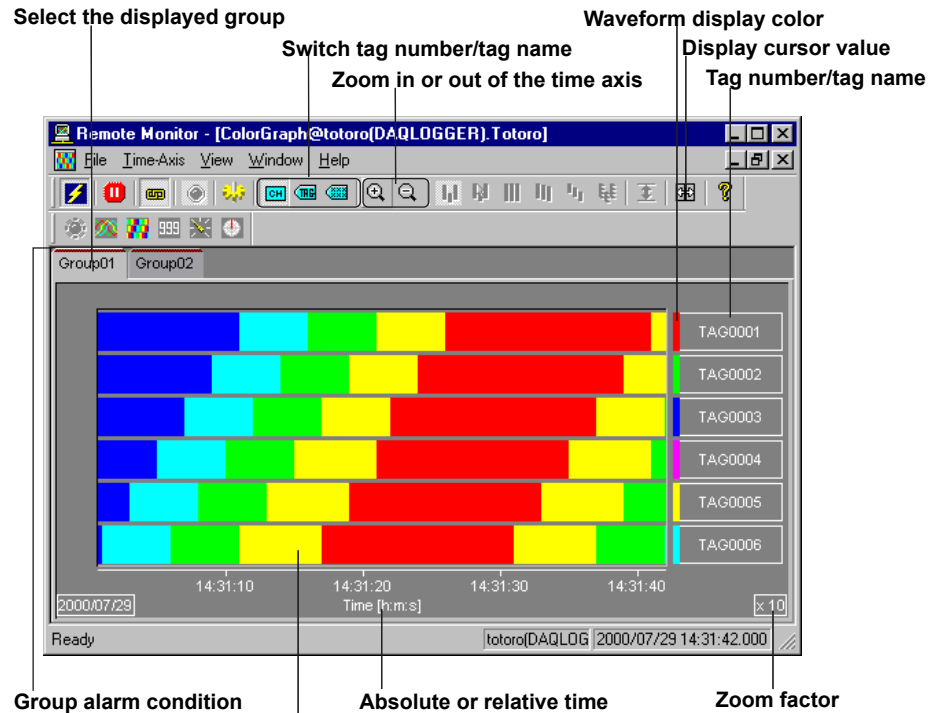 Select the displayed group
Waveform display color
Switch tag number/tag name
Display cursor value
Zoom in or out of the time axis
Tag number/tag name
Remote Monitor - [ColorGraph@totoro(DAQLOGGER).Totoro]
File Time-Axis View Window Help
CH TAG
999
Group01 Group02
TAG0001
TAG0002
TAG0003
TAG0004
TAG0005
TAG0006
14:31:10 14:31:20 14:31:30 14:31:40
2000/07/29 Time [h:m:s] × 10
Ready totoro(DAQLOG 2000/07/29 14:31:42.000
Group alarm condition Absolute or relative time Zoom factor